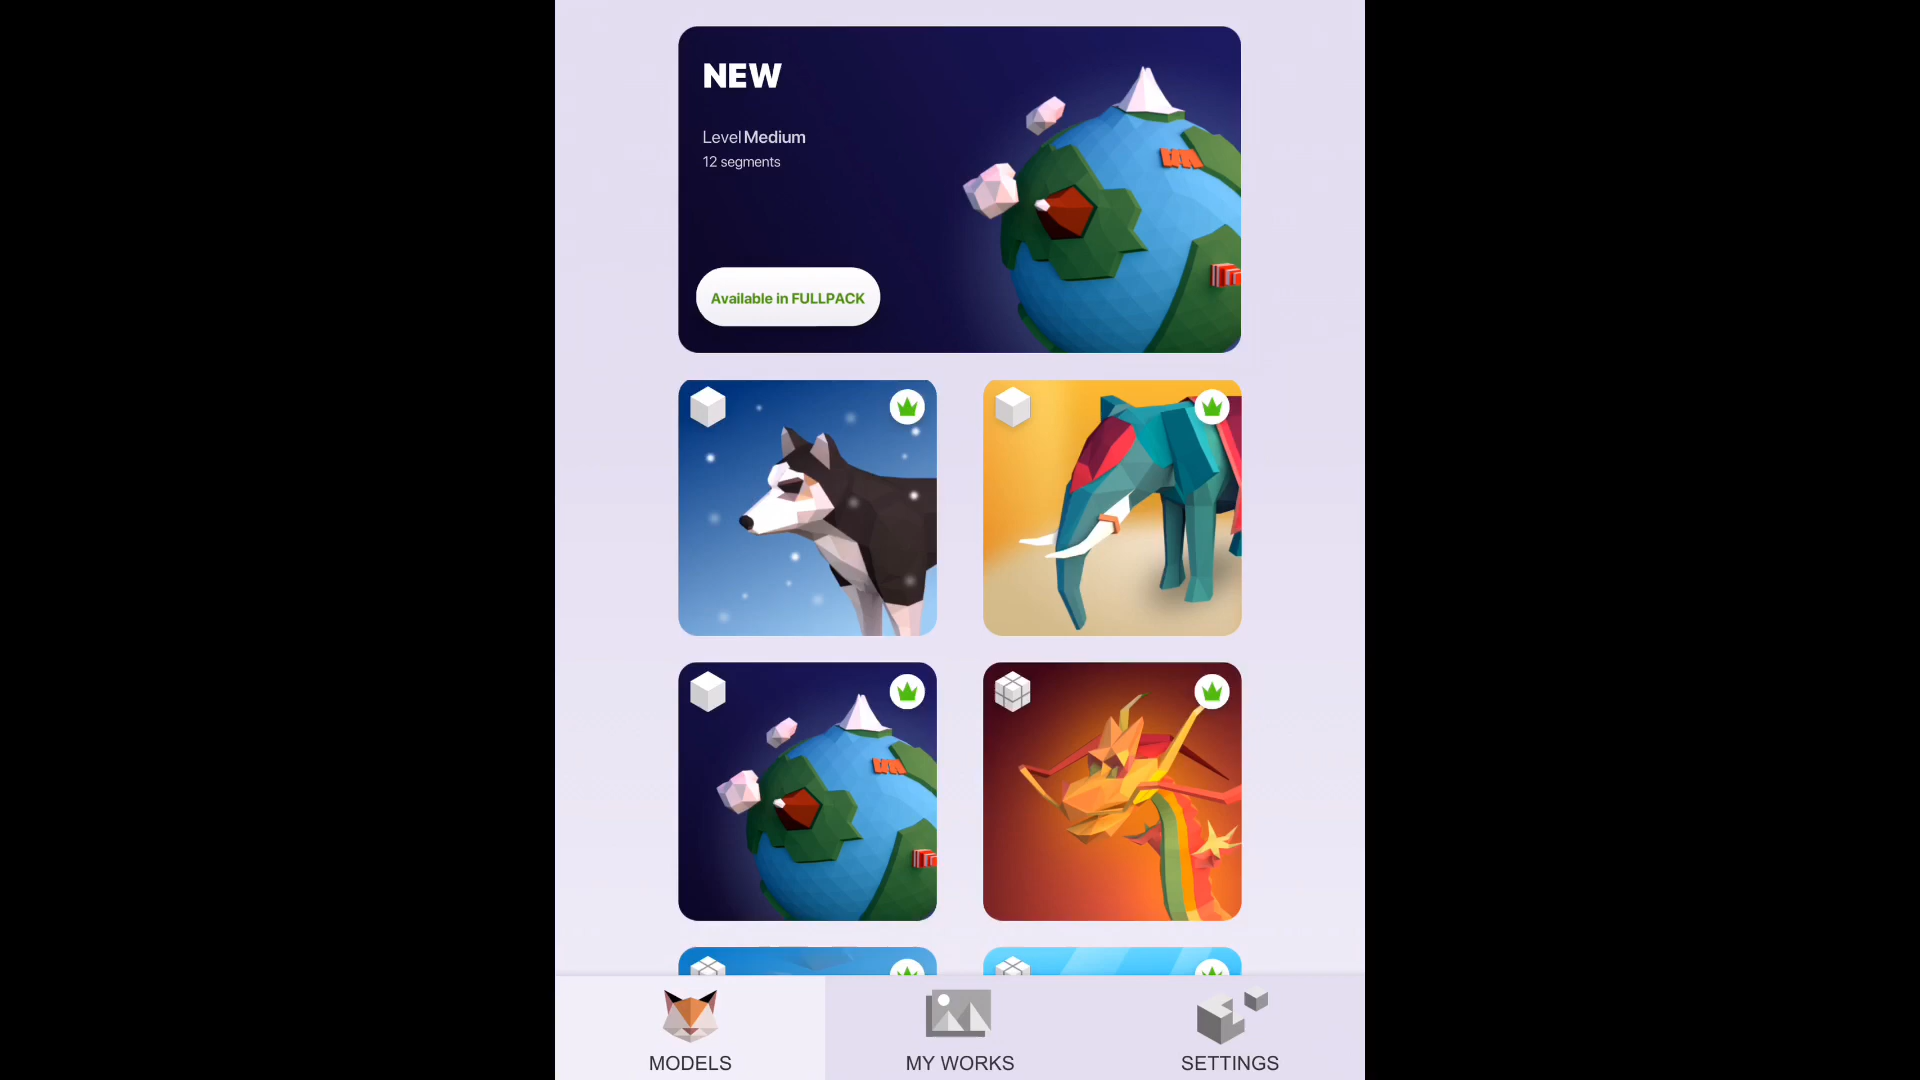 NEW
Level Medium
12 segments
Available in FULLPACK
MODELS
MY WORKS
SETTINGS